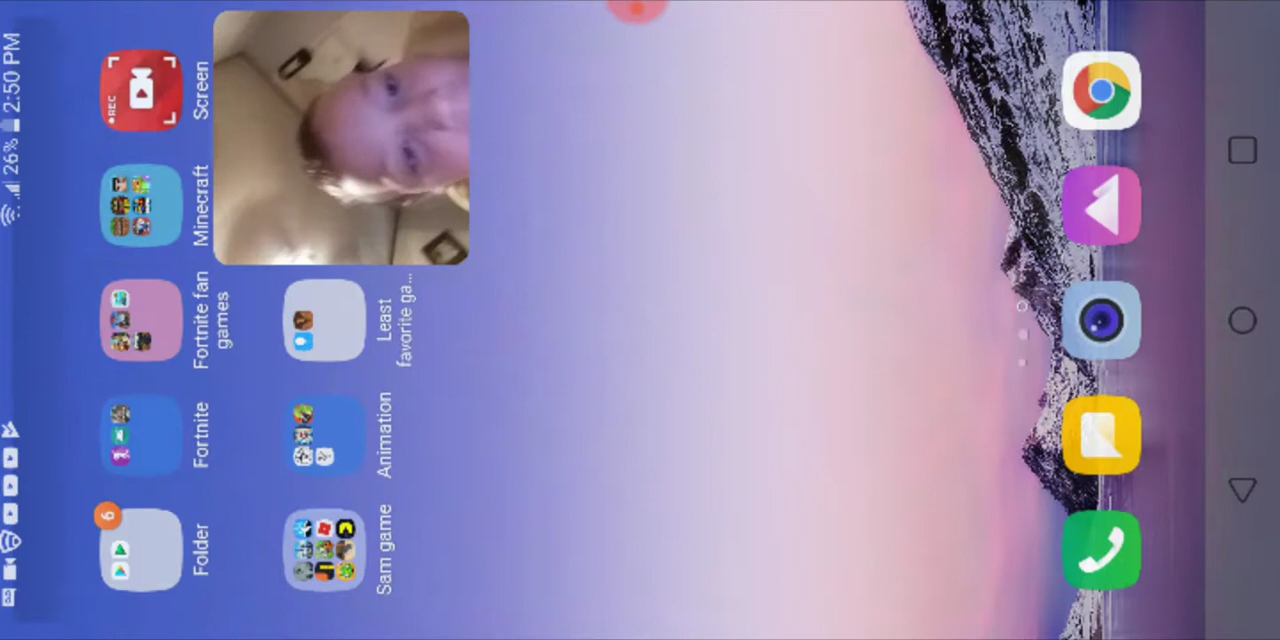 26% 2:50 PM
Folder
Fortnite
Fortnite fan
games
Minecraft
Screen
REC
6
Sam game
Animation
Least
favorite ga...